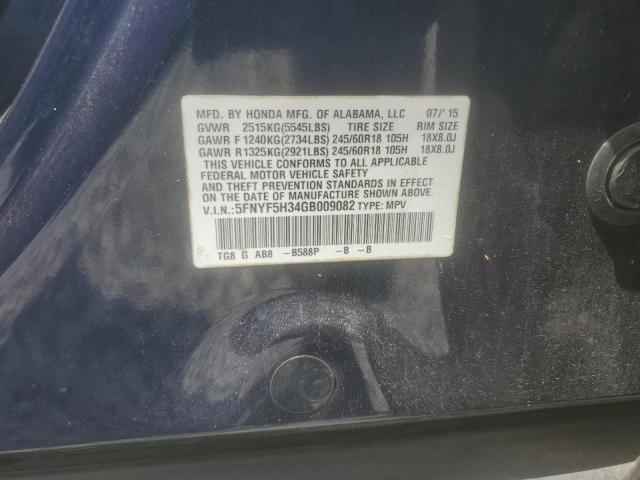 MFD. BY HONDA MFG. OF ALABAMA, LLC 07/'15
GVWR 2515KG(5545LBS) TIRE SIZE RIM SIZE
GAWR F1240KG(2734LBS) 245/60R18 105H 18X8.0J
GAWR R1325KG(2921LBS) 245/60R18 105H 18X8.0J
THIS VEHICLE CONFORMS TO ALL APPLICABLE
FEDERAL MOTOR VEHICLE SAFETY
AND THEFT PREVENTION STANDARDS IN EFFECT
ON THE DATE OF MANUFACTURE SHOWN ABOVE.
V.I.N.:5FNYF5H34GB009082 TYPE: MPV
TG8 G AB8 -B588P -B -B